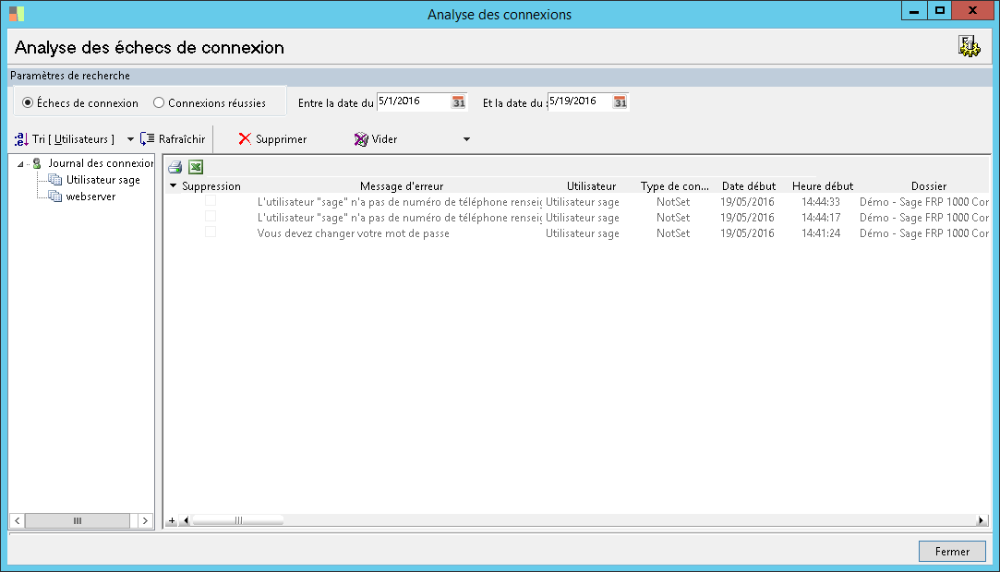 Analyse des connexions
Analyse des échecs de connexion
Paramètres de recherche
Échecs de connexion Connexions réussies Entre la date du 5/1/2016 31 Et la date du : 5/19/2016 31
Tri [ Utilisateurs ] Rafraîchir Supprimer Vider
Journal des connexion
Utilisateur sage
webserver
Suppression Message d'erreur Utilisateur Type de con... Date début Heure début Dossier
L'utilisateur "sage" n'a pas de numéro de téléphone renseig Utilisateur sage NotSet 19/05/2016 14:44:33 Démo - Sage FRP 1000 Cor
L'utilisateur "sage" n'a pas de numéro de téléphone renseig Utilisateur sage NotSet 19/05/2016 14:44:17 Démo - Sage FRP 1000 Cor
Vous devez changer votre mot de passe Utilisateur sage NotSet 19/05/2016 14:41:24 Démo - Sage FRP 1000 Cor
Fermer